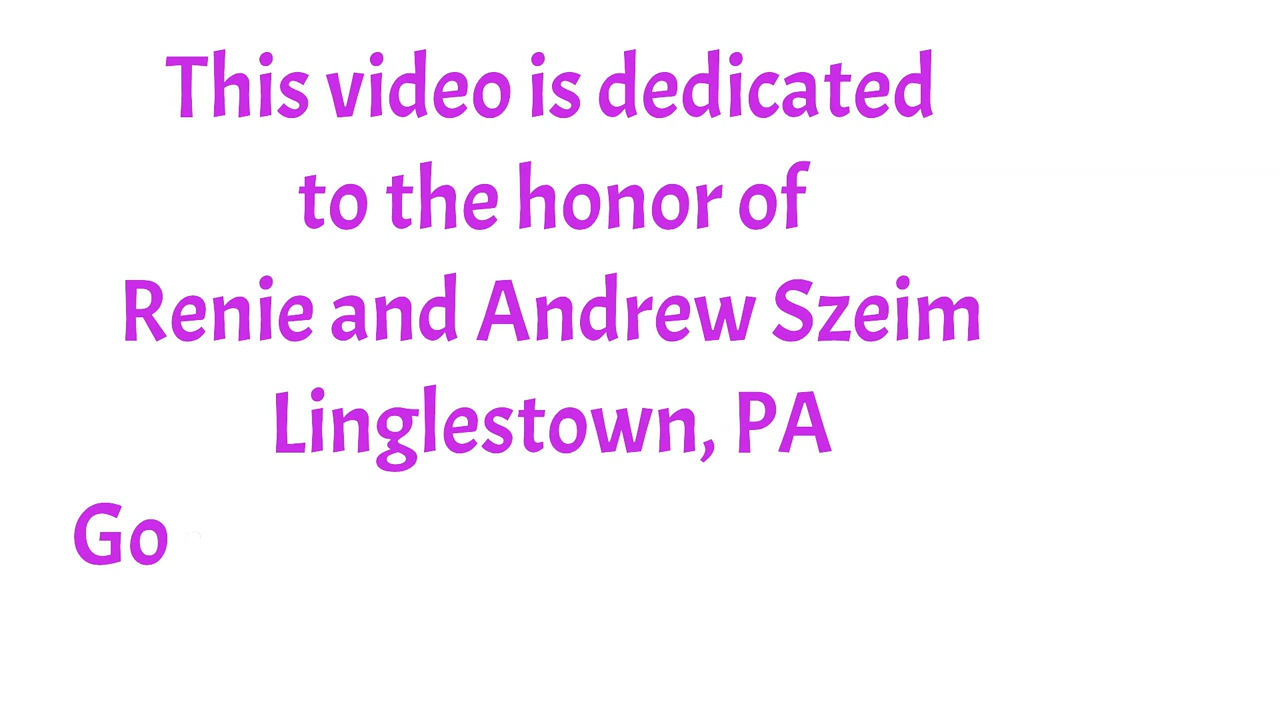 This video is dedicated
to the honor of
Renie and Andrew Szeim
Linglestown, PA
Go